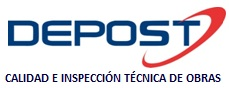 DEPOST
CALIDAD E INSPECCIÓN TÉCNICA DE OBRAS